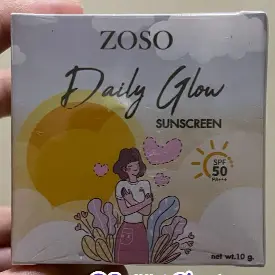 ZOSO
Daily Glow
SUNSCREEN
SPF
50
PA+++
net wt.10 g.